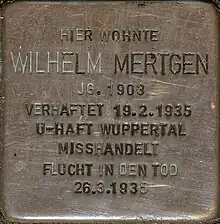 HIER WOHNTE
WILHELM MERTGEN
JG. 1903
VERHAFTET 19.2.1935
U-HAFT WUPPERTAL
MISSHANDELT
FLUCHT IN DEN TOD
26.3.1935